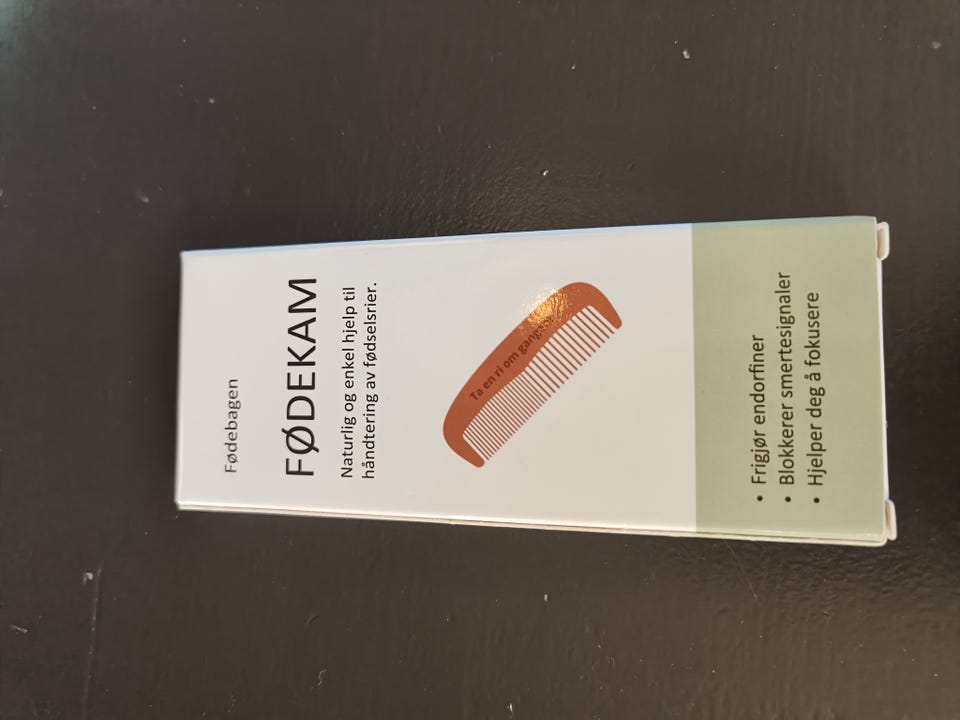 Fødebagen
FØDEKAM
Naturlig og enkel hjelp til
håndtering av fødselsrier.
Ta en ri om gangen
• Frigjør endorfiner
• Blokkerer smertesignaler
• Hjelper deg å fokusere